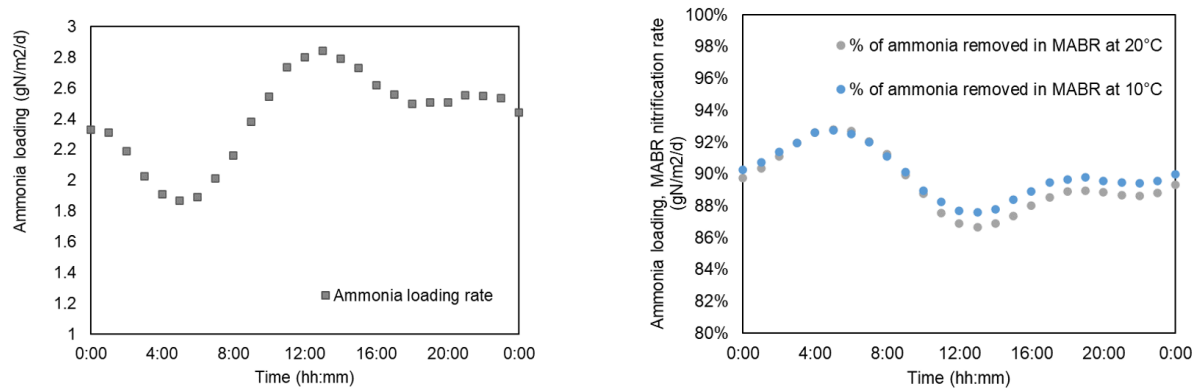 Ammonia loading (gN/m2/d)
3
2.8
2.6
2.4
2.2
2
1.8
1.6
1.4
1.2
1
Ammonia loading rate
0:00 4:00 8:00 12:00 16:00 20:00 0:00
Time (hh:mm)
Ammonia loading, MABR nitrification rate
(gN/m2/d)
100%
98%
96%
94%
92%
90%
88%
86%
84%
82%
80%
% of ammonia removed in MABR at 20°C
% of ammonia removed in MABR at 10°C
0:00 4:00 8:00 12:00 16:00 20:00 0:00
Time (hh:mm)